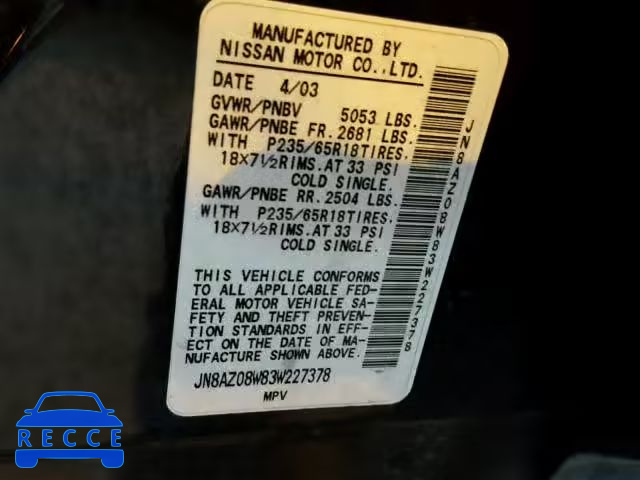 MANUFACTURED BY
NISSAN MOTOR CO.,LTD.
DATE 4/03
GVWR/PNBV 5053 LBS.
GAWR/PNBE FR. 2681 LBS.
WITH P235/65R18TIRES.
18×7½RIMS.AT 33 PSI
COLD SINGLE.
GAWR/PNBE RR. 2504 LBS.
WITH P235/65R18TIRES.
18×7½RIMS.AT 33 PSI
COLD SINGLE.
THIS VEHICLE CONFORMS
TO ALL APPLICABLE FED-
ERAL MOTOR VEHICLE SA-
FETY AND THEFT PREVEN-
TION STANDARDS IN EFF-
ECT ON THE DATE OF MA-
NUFACTURE SHOWN ABOVE.
JN8AZ08W83W227378
MPV
JN8AZ08W83W227378
RECCE